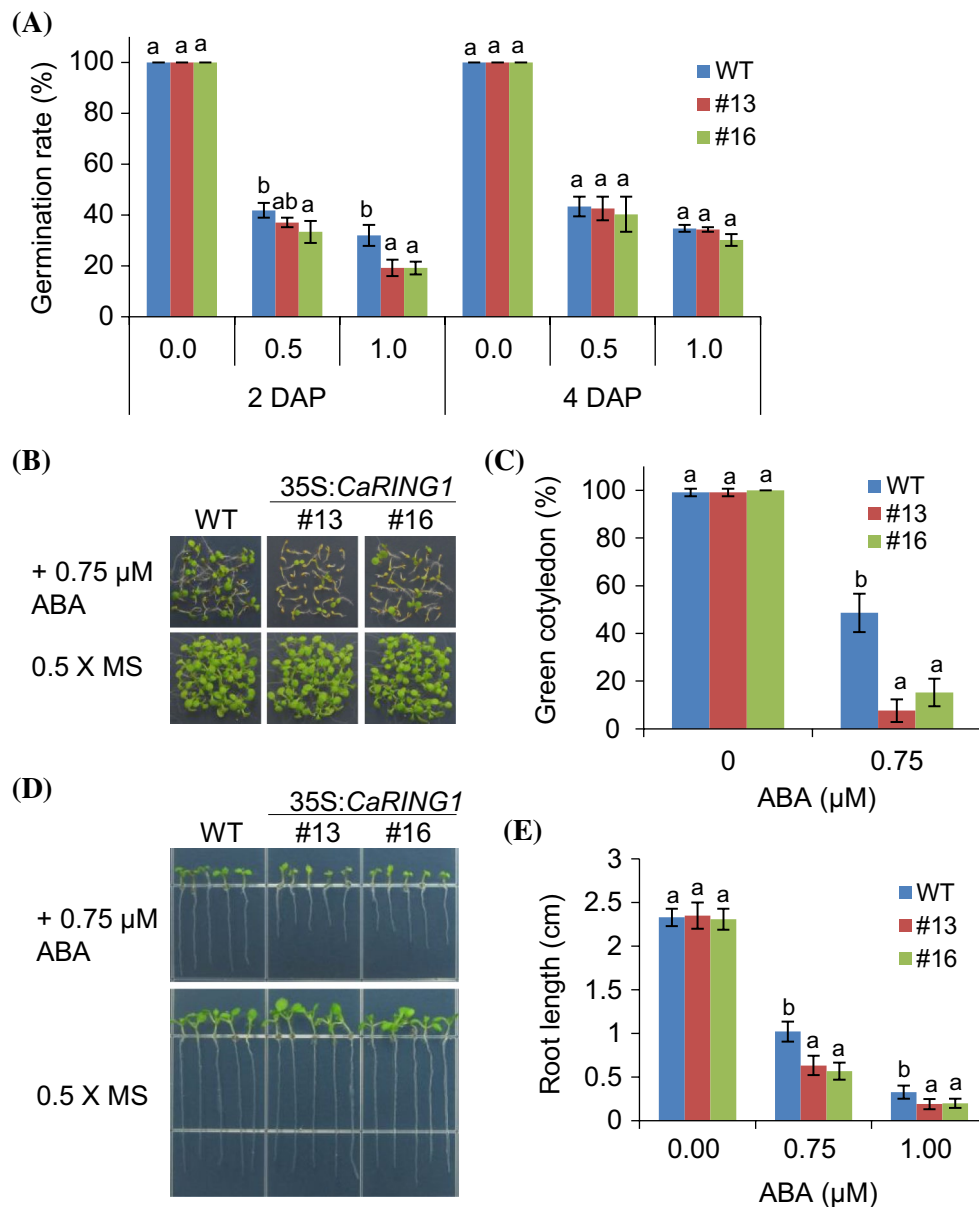 (A)
Germination rate (%)
100
80
60
40
20
0
a a a
b ab a
b a a
a a a
a a a
a a a
WT
#13
#16
0.0 0.5 1.0 0.0 0.5 1.0
2 DAP 4 DAP
(B)
35S:CaRING1
WT #13 #16
+ 0.75 µM
ABA
0.5 X MS
(C)
Green cotyledon (%)
100
80
60
40
20
0
a a a
b a a
WT
#13
#16
0 0.75
ABA (µM)
(D)
35S:CaRING1
WT #13 #16
+ 0.75 µM
ABA
0.5 X MS
(E)
Root length (cm)
3
2.5
2
1.5
1
0.5
0
a a a
b a a
b a a
WT
#13
#16
0.00 0.75 1.00
ABA (µM)